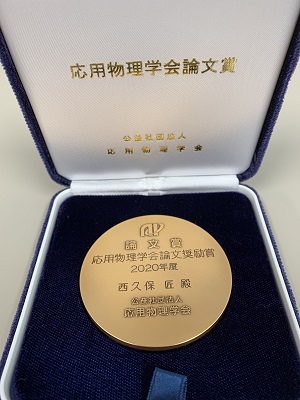 応用物理学会論文賞
公益社団法人
応用物理学会
論文賞
応用物理学会論文奨励賞
2020年度
西久保 匠 殿
公益社団法人
応用物理学会